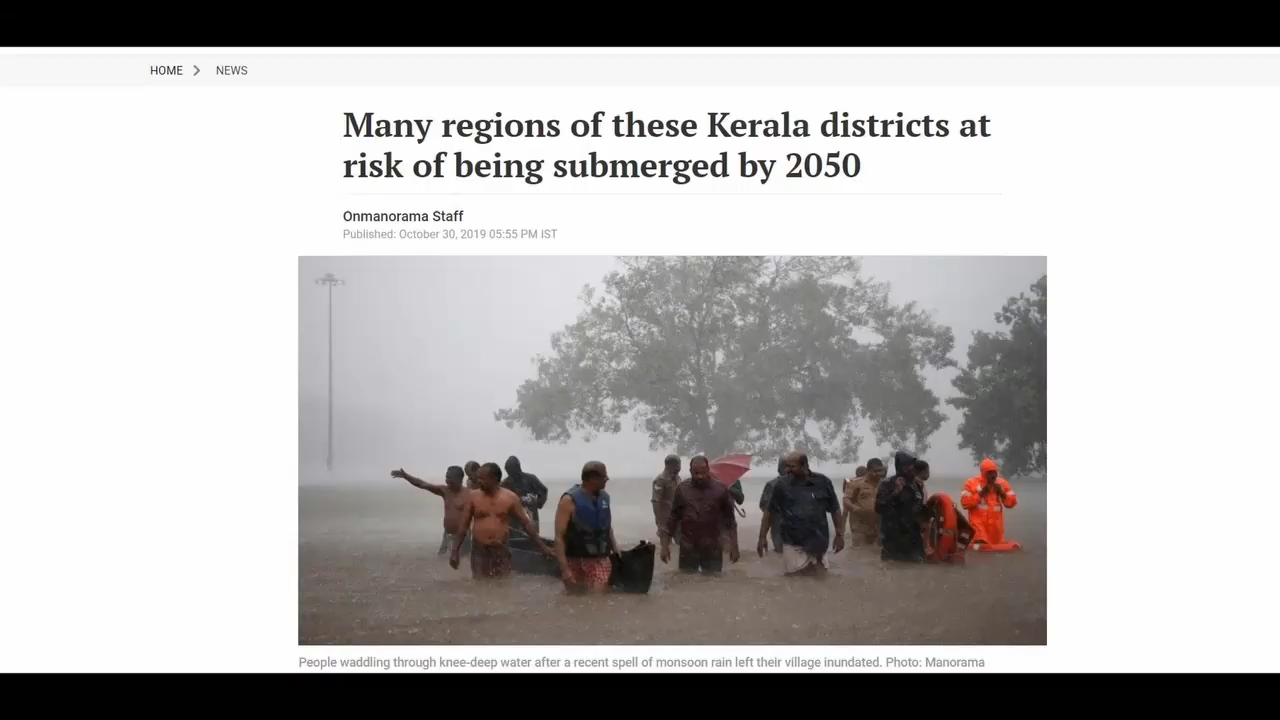 HOME > NEWS
Many regions of these Kerala districts at
risk of being submerged by 2050
Onmanorama Staff
Published: October 30, 2019 05:55 PM IST
People waddling through knee-deep water after a recent spell of monsoon rain left their village inundated. Photo: Manorama